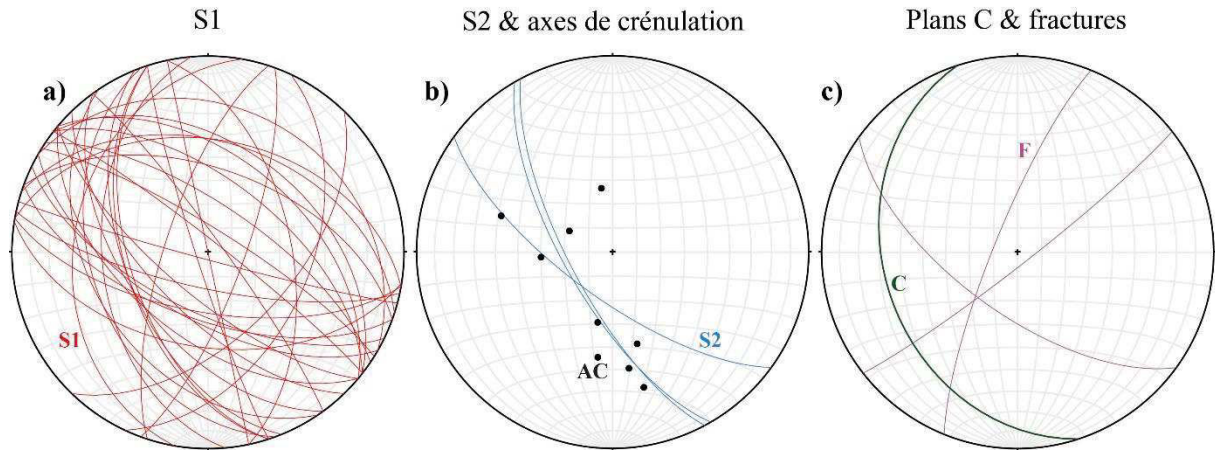 S1
S2 & axes de crénulation
Plans C & fractures
a)
b)
c)
S1
AC
S2
F
C